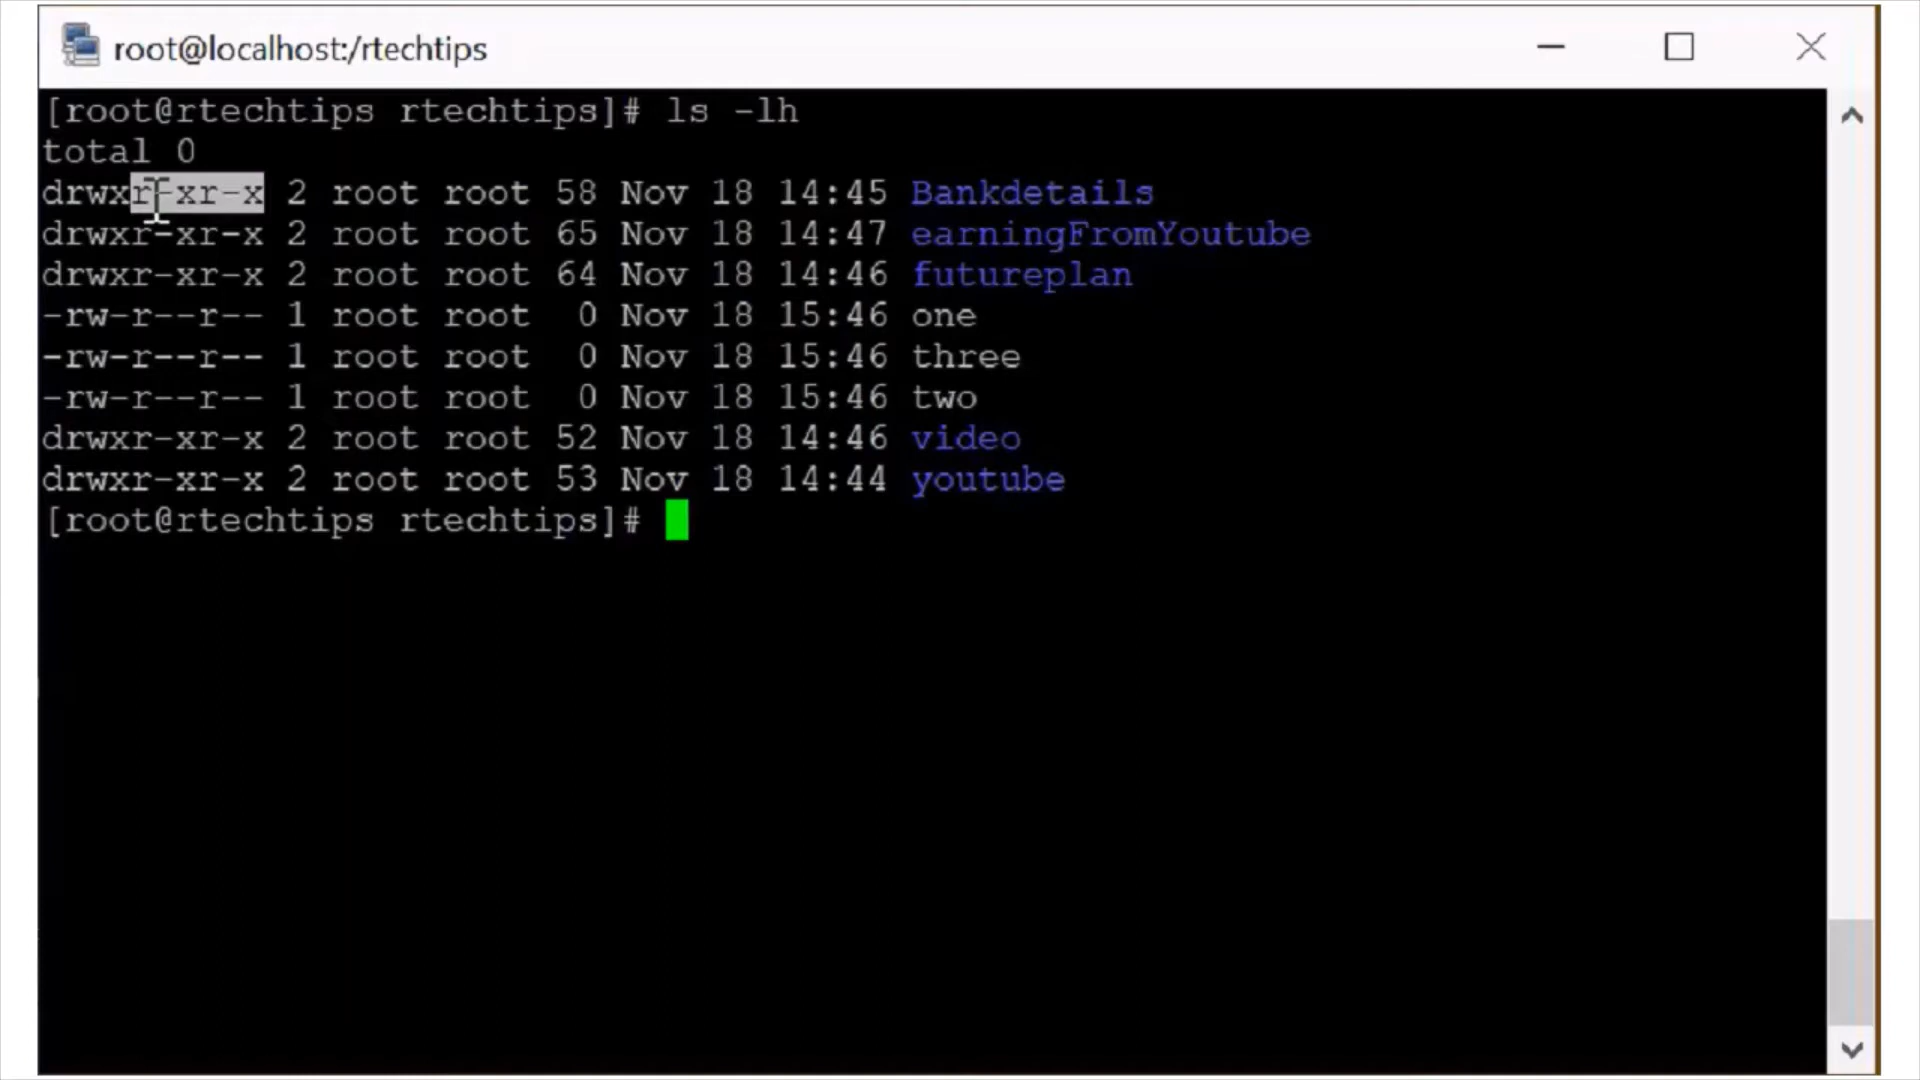 root@localhost:/rtechtips
[root@rtechtips rtechtips]# ls -lh
total 0
drwxr-xr-x 2 root root 58 Nov 18 14:45 Bankdetails
drwxr-xr-x 2 root root 65 Nov 18 14:47 earningFromYoutube
drwxr-xr-x 2 root root 64 Nov 18 14:46 futureplan
-rw-r--r-- 1 root root  0 Nov 18 15:46 one
-rw-r--r-- 1 root root  0 Nov 18 15:46 three
-rw-r--r-- 1 root root  0 Nov 18 15:46 two
drwxr-xr-x 2 root root 52 Nov 18 14:46 video
drwxr-xr-x 2 root root 53 Nov 18 14:44 youtube
[root@rtechtips rtechtips]#